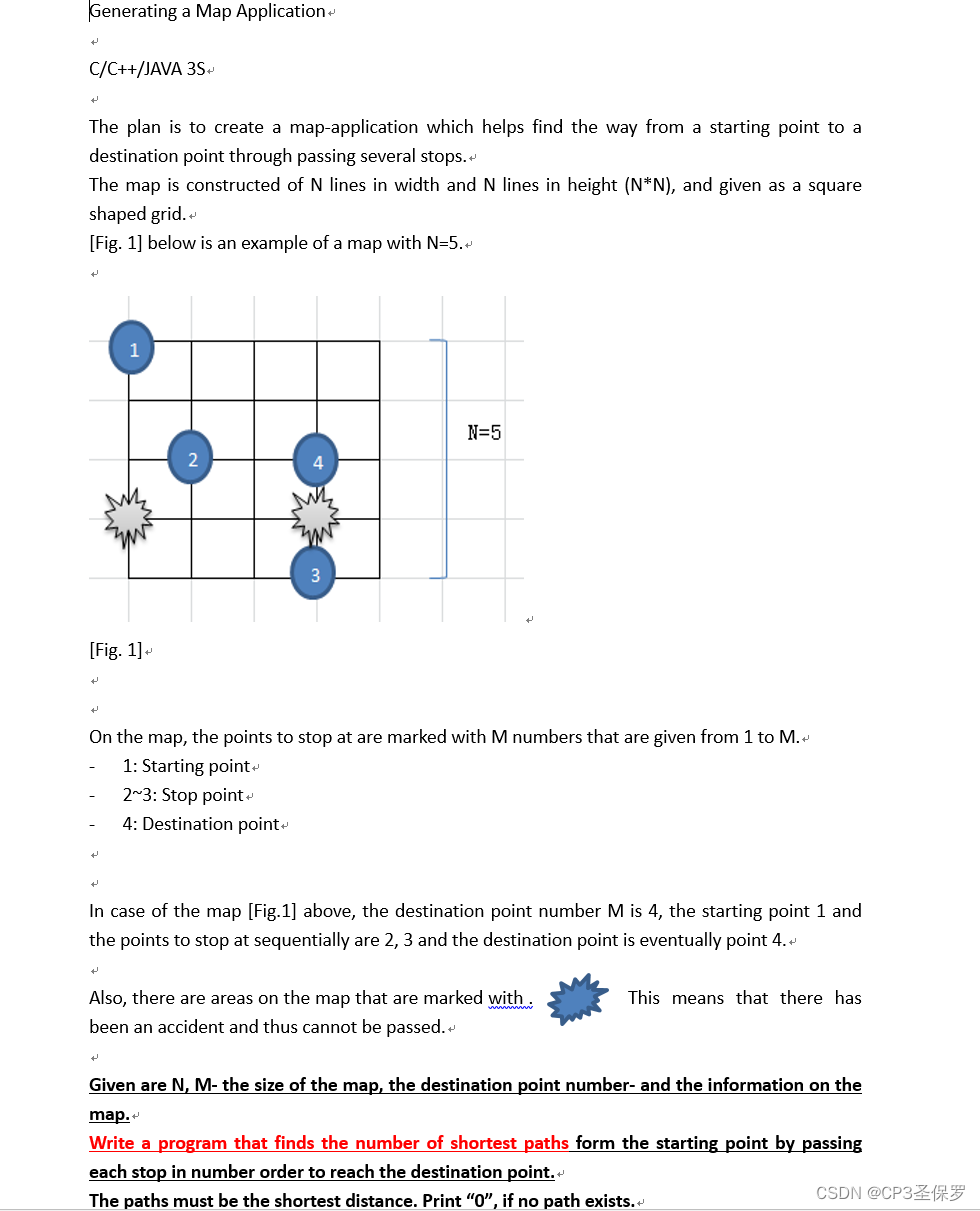 Generating a Map Application
C/C++/JAVA 3S
The plan is to create a map-application which helps find the way from a starting point to a
destination point through passing several stops.
The map is constructed of N lines in width and N lines in height (N*N), and given as a square
shaped grid.
[Fig. 1] below is an example of a map with N=5.
1
N=5
2
4
3
[Fig. 1]
On the map, the points to stop at are marked with M numbers that are given from 1 to M.
- 1: Starting point
- 2~3: Stop point
- 4: Destination point
In case of the map [Fig.1] above, the destination point number M is 4, the starting point 1 and
the points to stop at sequentially are 2, 3 and the destination point is eventually point 4.
Also, there are areas on the map that are marked with . This means that there has
been an accident and thus cannot be passed.
Given are N, M- the size of the map, the destination point number- and the information on the
map.
Write a program that finds the number of shortest paths form the starting point by passing
each stop in number order to reach the destination point.
The paths must be the shortest distance. Print “0”, if no path exists.
CSDN @CP3圣保罗